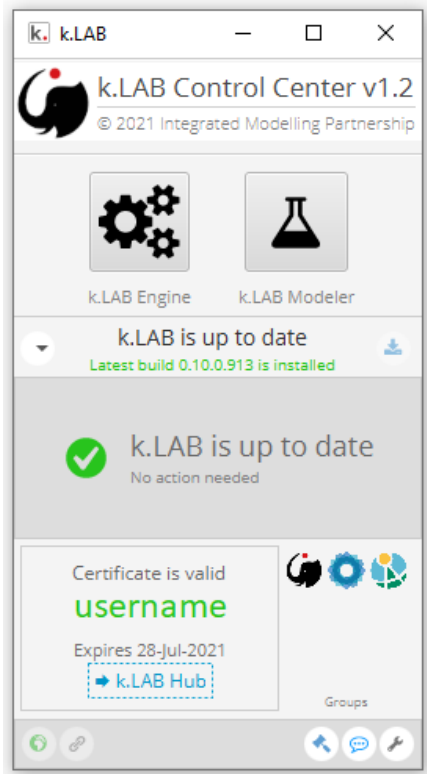 k. k.LAB
k.LAB Control Center v1.2
© 2021 Integrated Modelling Partnership
k.LAB Engine k.LAB Modeler
k.LAB is up to date
Latest build 0.10.0.913 is installed
k.LAB is up to date
No action needed
Certificate is valid
username
Expires 28-Jul-2021
k.LAB Hub
Groups